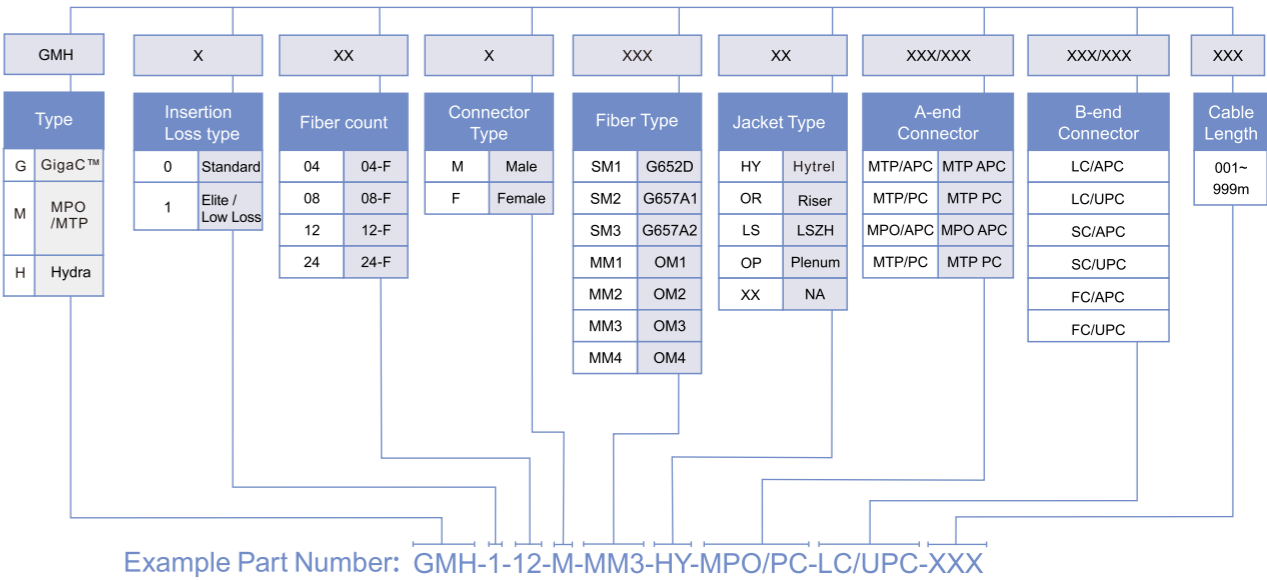 GMH X XX X XXX XX XXX/XXX XXX/XXX XXX
Type
G GigaC™
M MPO
/MTP
H Hydra
Insertion
Loss type
0 Standard
1 Elite /
Low Loss
Fiber count
04 04-F
08 08-F
12 12-F
24 24-F
Connector
Type
M Male
F Female
Fiber Type
SM1 G652D
SM2 G657A1
SM3 G657A2
MM1 OM1
MM2 OM2
MM3 OM3
MM4 OM4
Jacket Type
HY Hytrel
OR Riser
LS LSZH
OP Plenum
XX NA
A-end
Connector
MTP/APC MTP APC
MTP/PC MTP PC
MPO/APC MPO APC
MTP/PC MTP PC
B-end
Connector
LC/APC
LC/UPC
SC/APC
SC/UPC
FC/APC
FC/UPC
Cable
Length
001~
999m
Example Part Number: GMH-1-12-M-MM3-HY-MPO/PC-LC/UPC-XXX